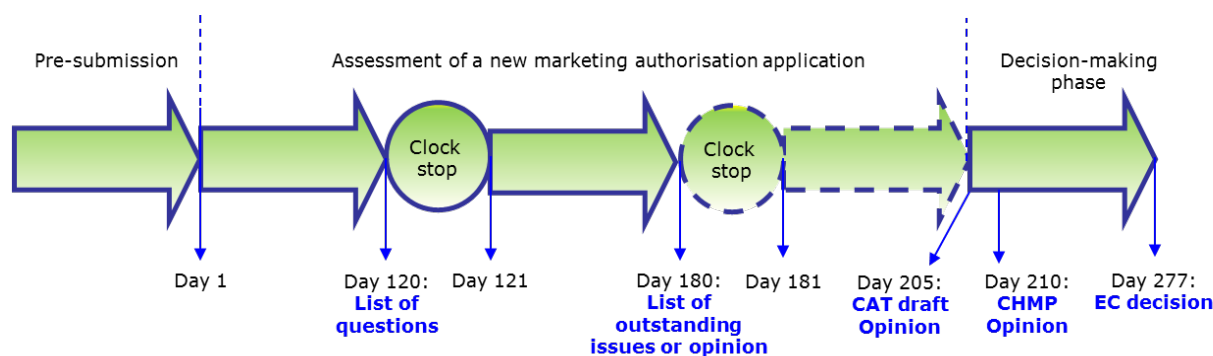 Pre-submission
Assessment of a new marketing authorisation application
Decision-making
phase
Clock
stop
Clock
stop
Day 1
Day 120:
List of
questions
Day 121
Day 180:
List of
outstanding
issues or opinion
Day 181
Day 205:
CAT draft
Opinion
Day 210:
CHMP
Opinion
Day 277:
EC decision